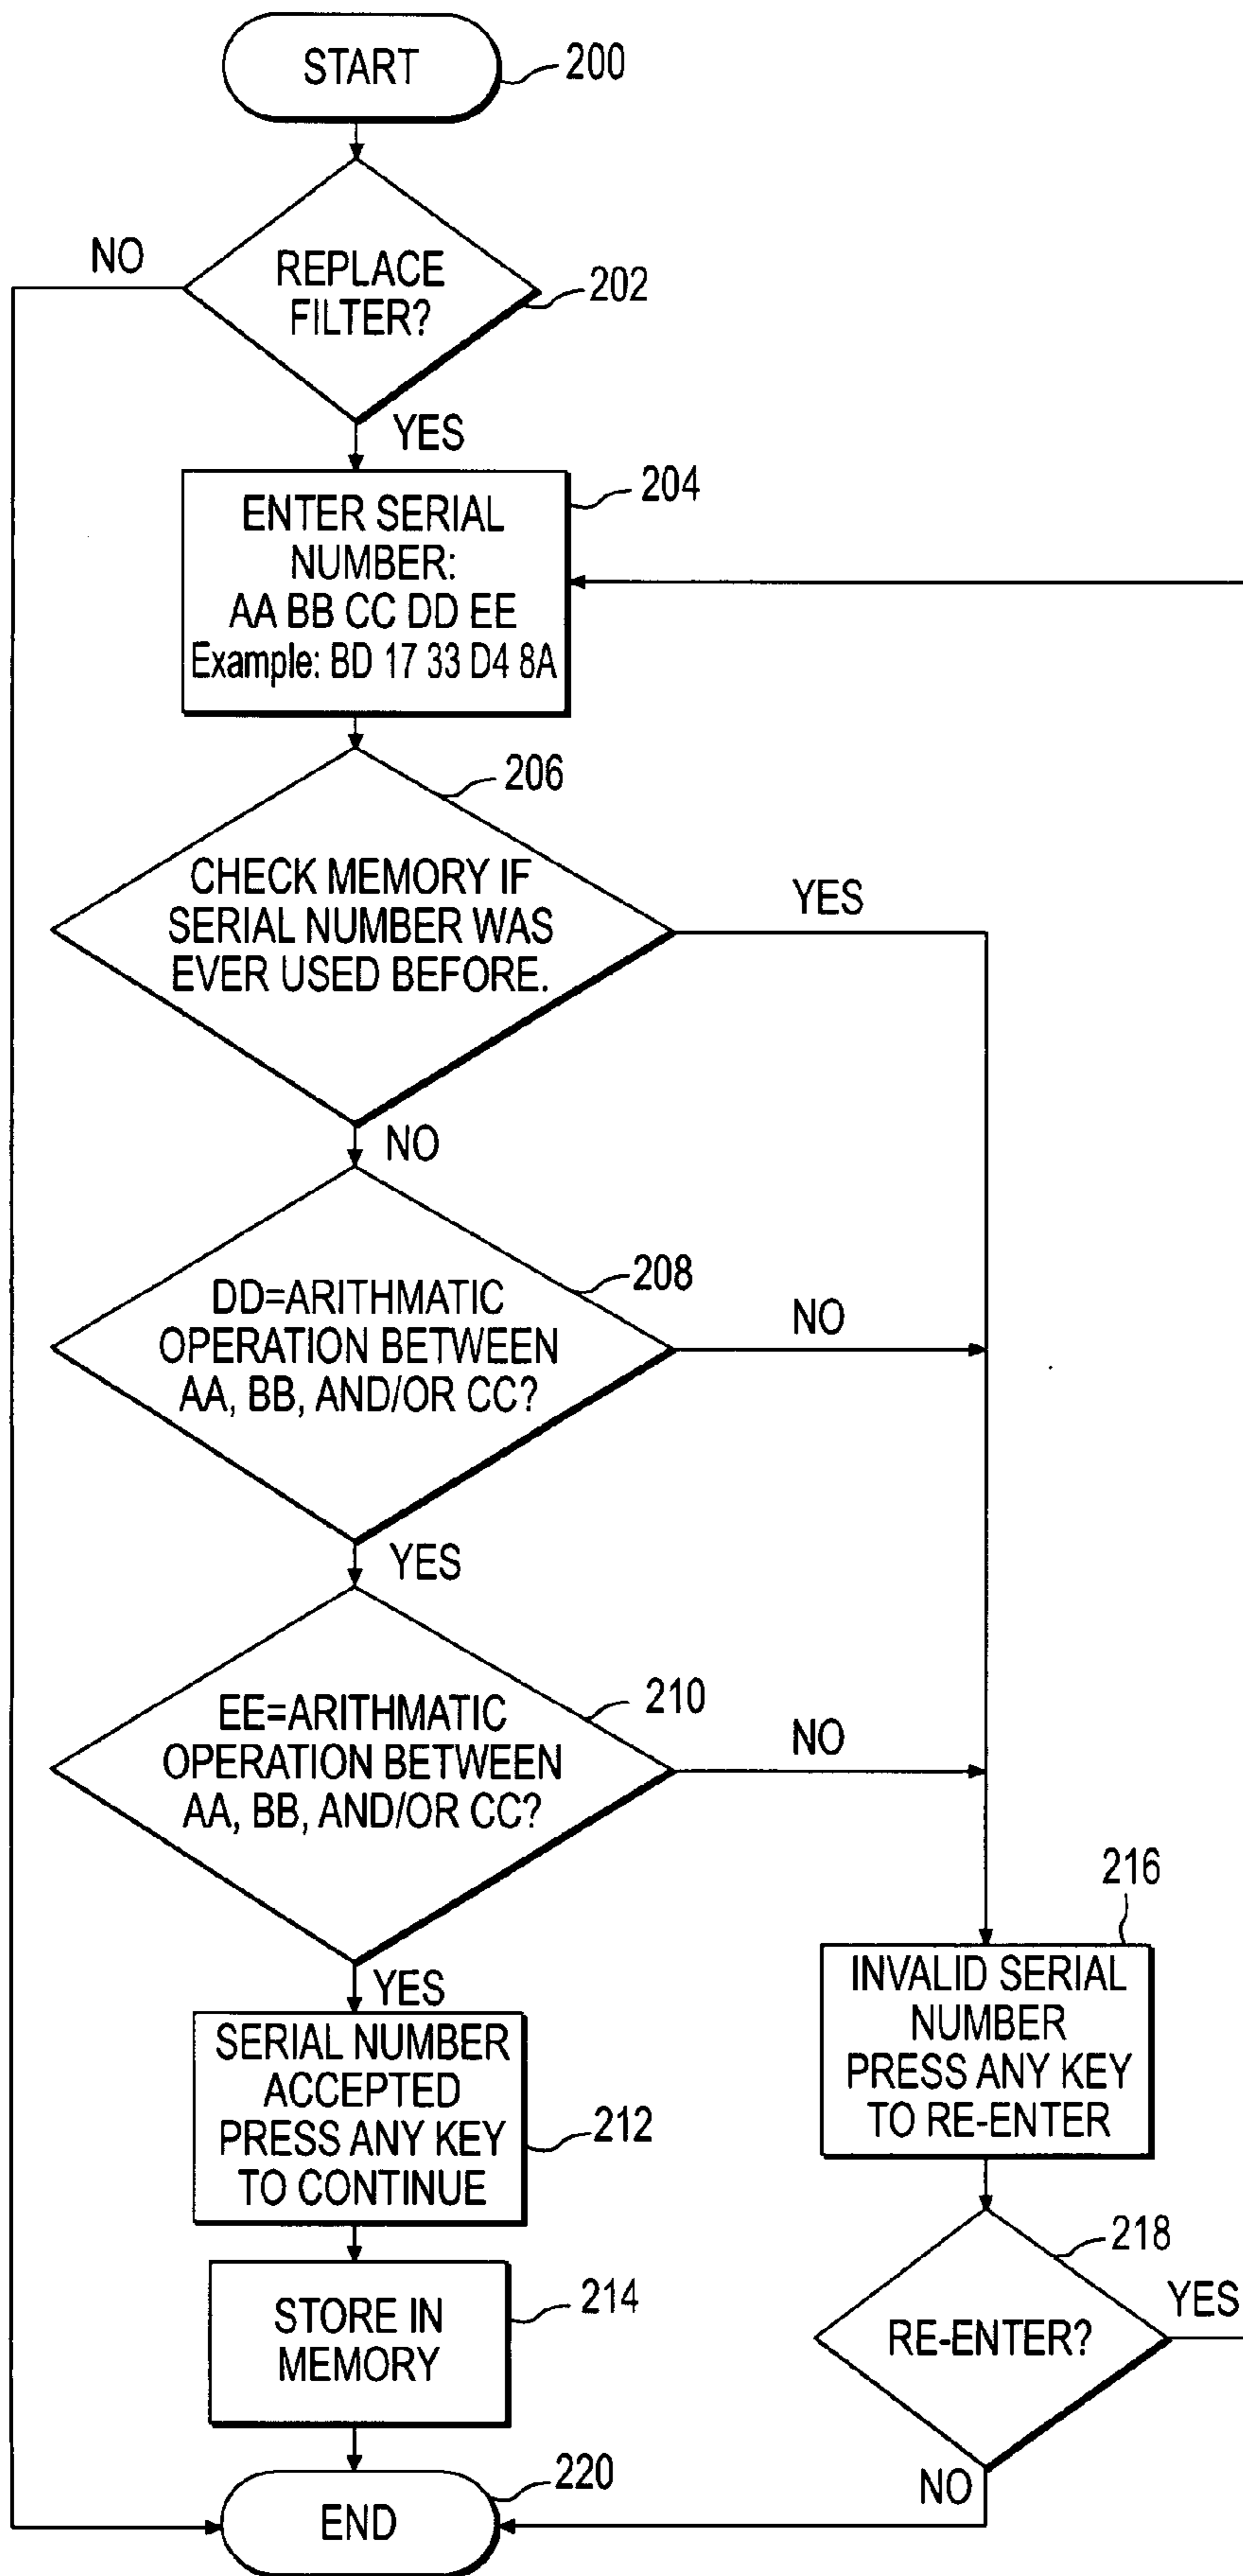 START
200
NO
REPLACE
FILTER?
202
YES
ENTER SERIAL
NUMBER:
AA BB CC DD EE
Example: BD 17 33 D4 8A
204
206
CHECK MEMORY IF
SERIAL NUMBER WAS
EVER USED BEFORE.
YES
NO
DD=ARITHMATIC
OPERATION BETWEEN
AA, BB, AND/OR CC?
208
NO
YES
EE=ARITHMATIC
OPERATION BETWEEN
AA, BB, AND/OR CC?
210
NO
YES
SERIAL NUMBER
ACCEPTED
PRESS ANY KEY
TO CONTINUE
212
216
INVALID SERIAL
NUMBER
PRESS ANY KEY
TO RE-ENTER
STORE IN
MEMORY
214
218
RE-ENTER?
YES
NO
END
220